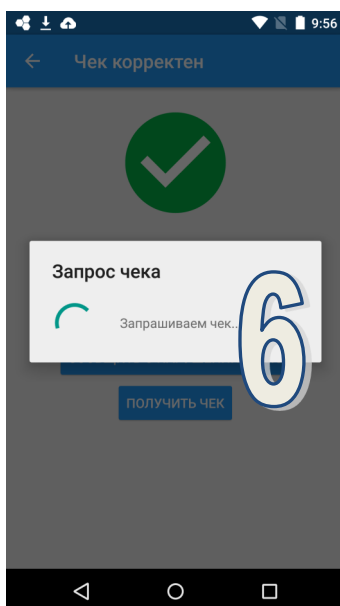 9:56
Чек корректен
Запрос чека
Запрашиваем чек..
6
ПОЛУЧИТЬ ЧЕК